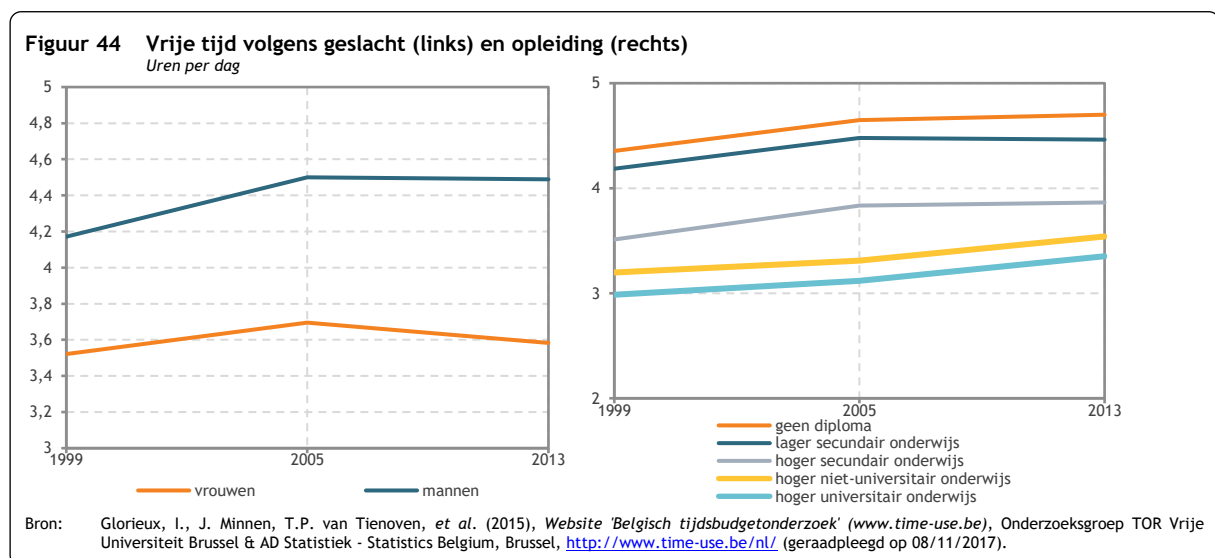 Figuur 44 Vrije tijd volgens geslacht (links) en opleiding (rechts)
Uren per dag
5
4,8
4,6
4,4
4,2
4
3,8
3,6
3,4
3,2
3
1999 2005 2013
vrouwen mannen
5
4
3
2
1999 2005 2013
geen diploma
lager secundair onderwijs
hoger secundair onderwijs
hoger niet-universitair onderwijs
hoger universitair onderwijs
Bron: Glorieux, I., J. Minnen, T.P. van Tienoven, et al. (2015), Website 'Belgisch tijdsbudgetonderzoek' (www.time-use.be), Onderzoeksgroep TOR Vrije
Universiteit Brussel & AD Statistiek - Statistics Belgium, Brussel, http://www.time-use.be/nl/ (geraadpleegd op 08/11/2017).